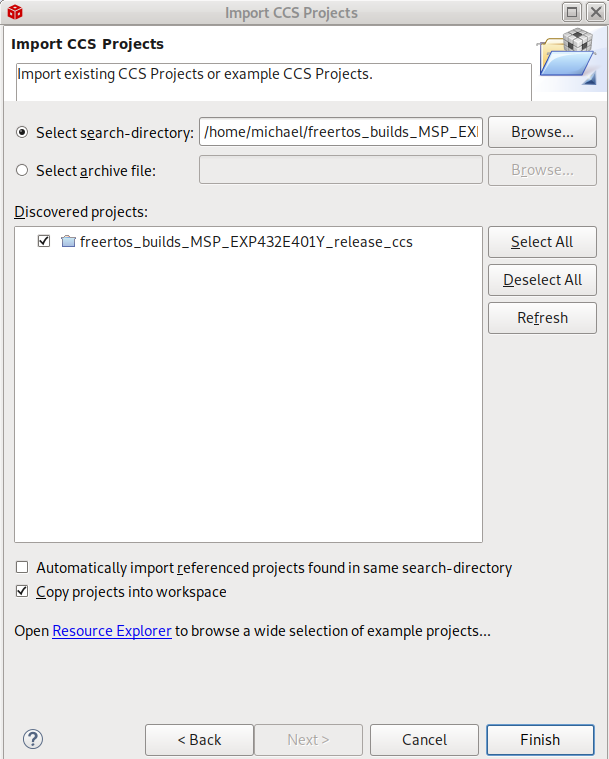 Import CCS Projects
Import CCS Projects
Import existing CCS Projects or example CCS Projects.
Select search-directory: /home/michael/freertos_builds_MSP_EXI Browse...
Select archive file: Browse...
Discovered projects:
freertos_builds_MSP_EXP432E401Y_release_ccs
Select All
Deselect All
Refresh
Automatically import referenced projects found in same search-directory
Copy projects into workspace
Open Resource Explorer to browse a wide selection of example projects...
< Back Next > Cancel Finish